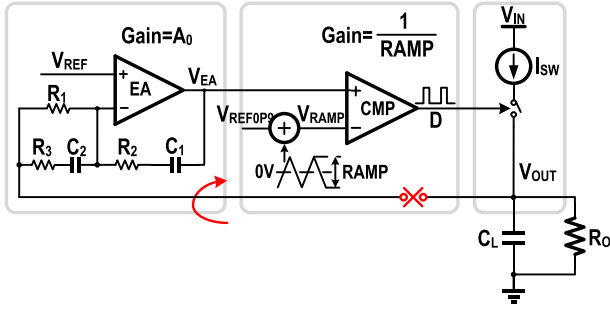 Gain=A0
Gain= 1
RAMP
VIN
VREF
+
EA
−
VEA
ISW
R1
R3
C2
R2
C1
VREF0P9
+
VRAMP
+
CMP
−
D
0V
RAMP
VOUT
CL
RO